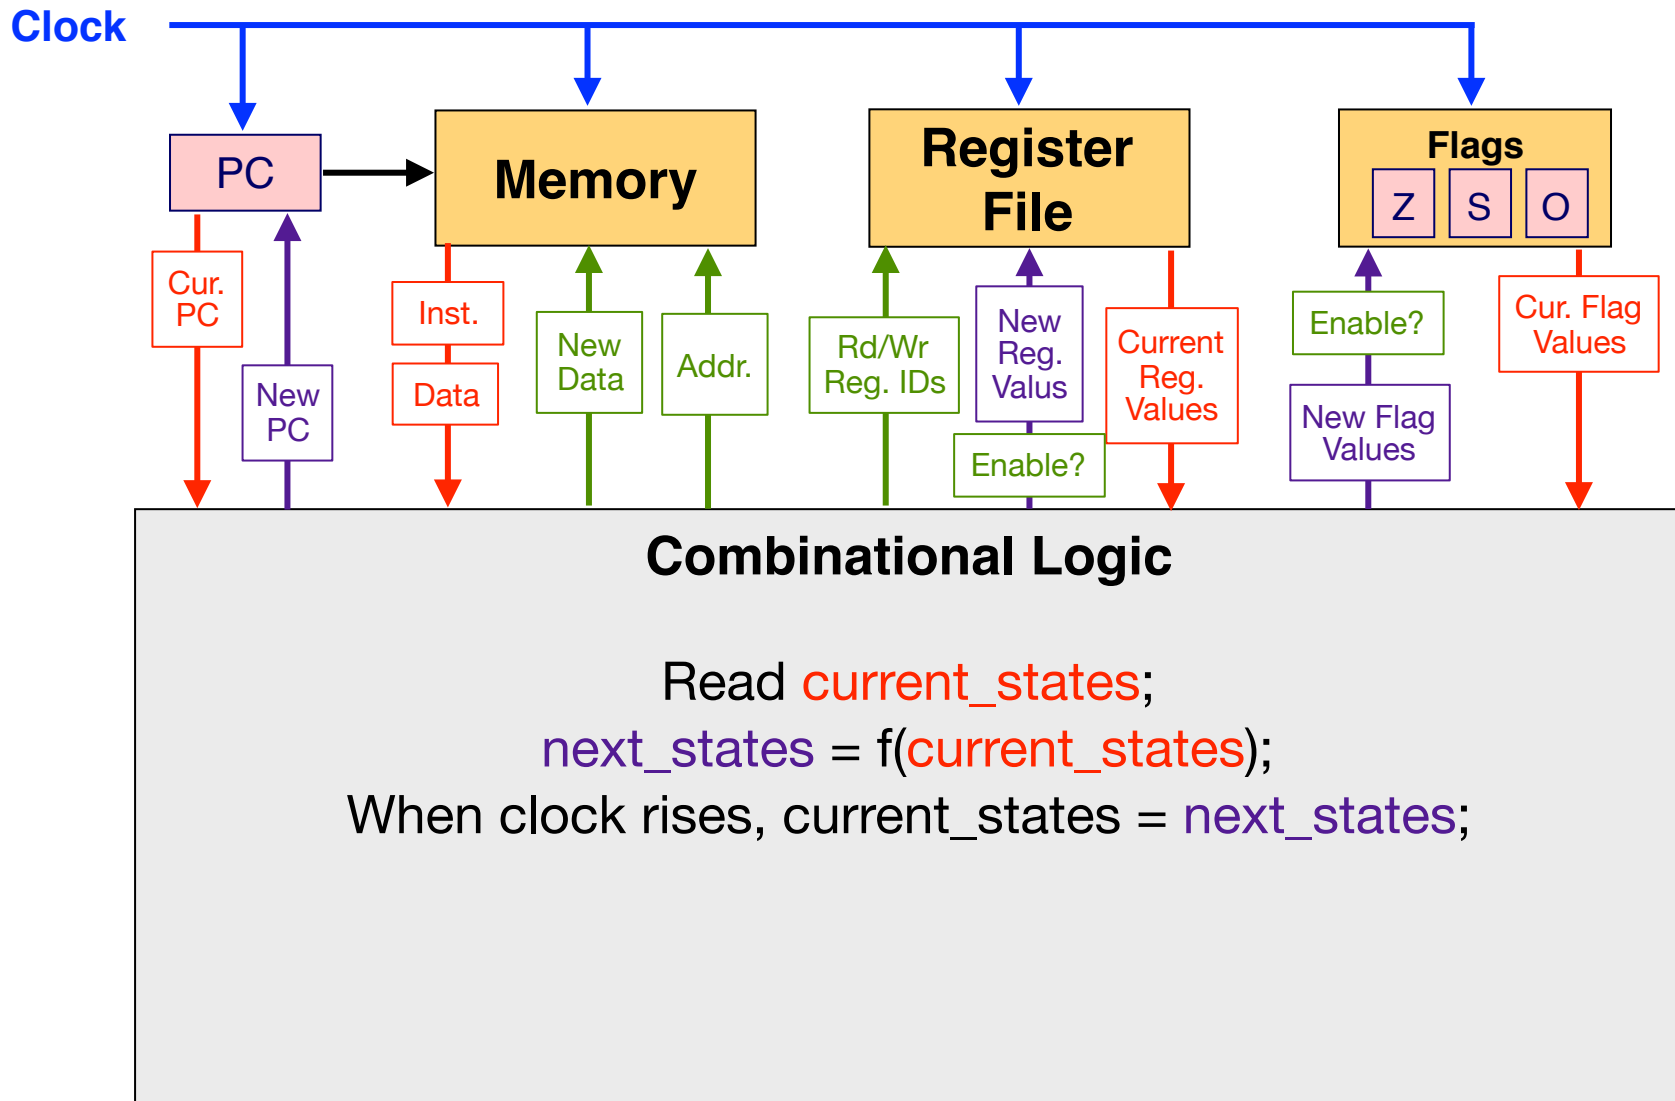 Clock
PC
Memory
Register
File
Flags
Z S O
Cur.
PC
New
PC
Inst.
Data
New
Data
Addr.
Rd/Wr
Reg. IDs
New
Reg.
Valus
Enable?
Current
Reg.
Values
Enable?
New Flag
Values
Cur. Flag
Values
Combinational Logic
Read current_states;
next_states = f(current_states);
When clock rises, current_states = next_states;